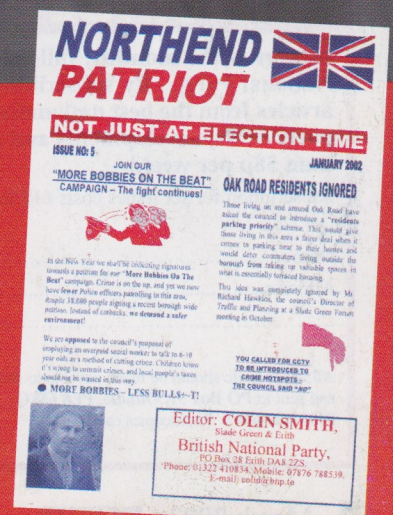 NORTHEND
PATRIOT
NOT JUST AT ELECTION TIME
ISSUE NO: 5
JANUARY 2002
JOIN OUR
"MORE BOBBIES ON THE BEAT"
CAMPAIGN – The fight continues!
In the New Year we shall be collecting signatures
towards a petition for our "More Bobbies On The
Beat" campaign. Crime is on the up, and yet we now
have fewer Police officers patrolling in this area,
despite 18,000 people signing a recent borough wide
petition. Instead of gimmicks, we demand a safer
environment!
We are opposed to the council's proposal of
employing an overpaid social worker to talk to 6-10
year olds as a method of cutting crime. Children know
it's wrong to commit crimes, and local people's taxes
should not be wasted in this way.
● MORE BOBBIES – LESS BULLS+-T!
OAK ROAD RESIDENTS IGNORED
Those living on and around Oak Road have
asked the council to introduce a "residents
parking priority" scheme. This would give
those living in this area a fairer deal when it
comes to parking near to their homes and
would deter commuters living outside the
borough from taking up valuable spaces in
what is essentially terraced housing.
This idea was completely ignored by Mr
Richard Hawkins, the council's Director of
Traffic and Planning at a Slade Green Forum
meeting in October.
YOU CALLED FOR CCTV
TO BE INTRODUCED TO
CRIME HOTSPOTS -
THE COUNCIL SAID "NO"
Editor: COLIN SMITH,
Slade Green & Erith
British National Party,
PO Box 28 Erith DA8 2ZS.
Phone: 01322 410834. Mobile: 07876 788539.